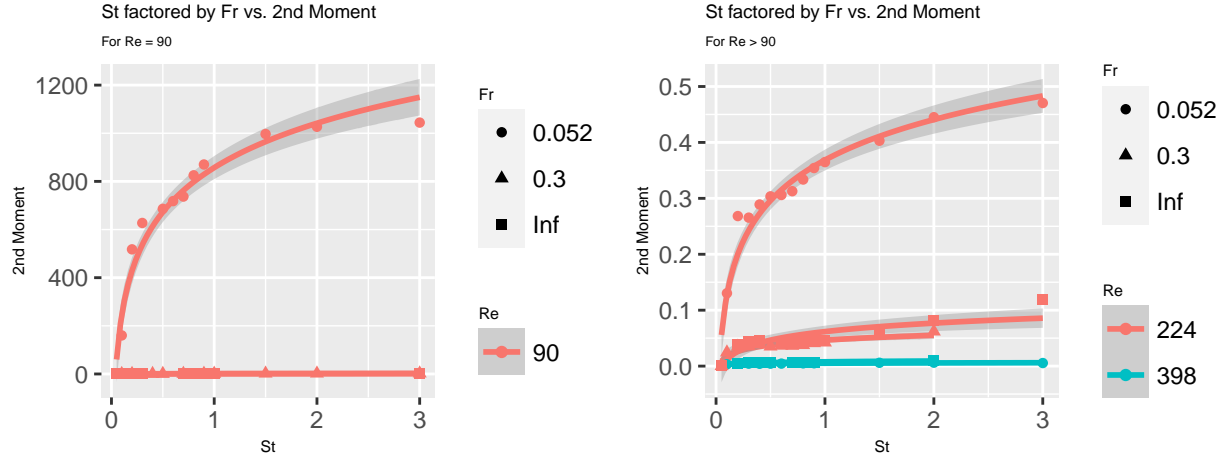 St factored by Fr vs. 2nd Moment
For Re = 90
1200
800
400
0
0
1
2
3
St
2nd Moment
Fr
0.052
0.3
Inf
Re
90
St factored by Fr vs. 2nd Moment
For Re > 90
0.5
0.4
0.3
0.2
0.1
0.0
0
1
2
3
St
2nd Moment
Fr
0.052
0.3
Inf
Re
224
398